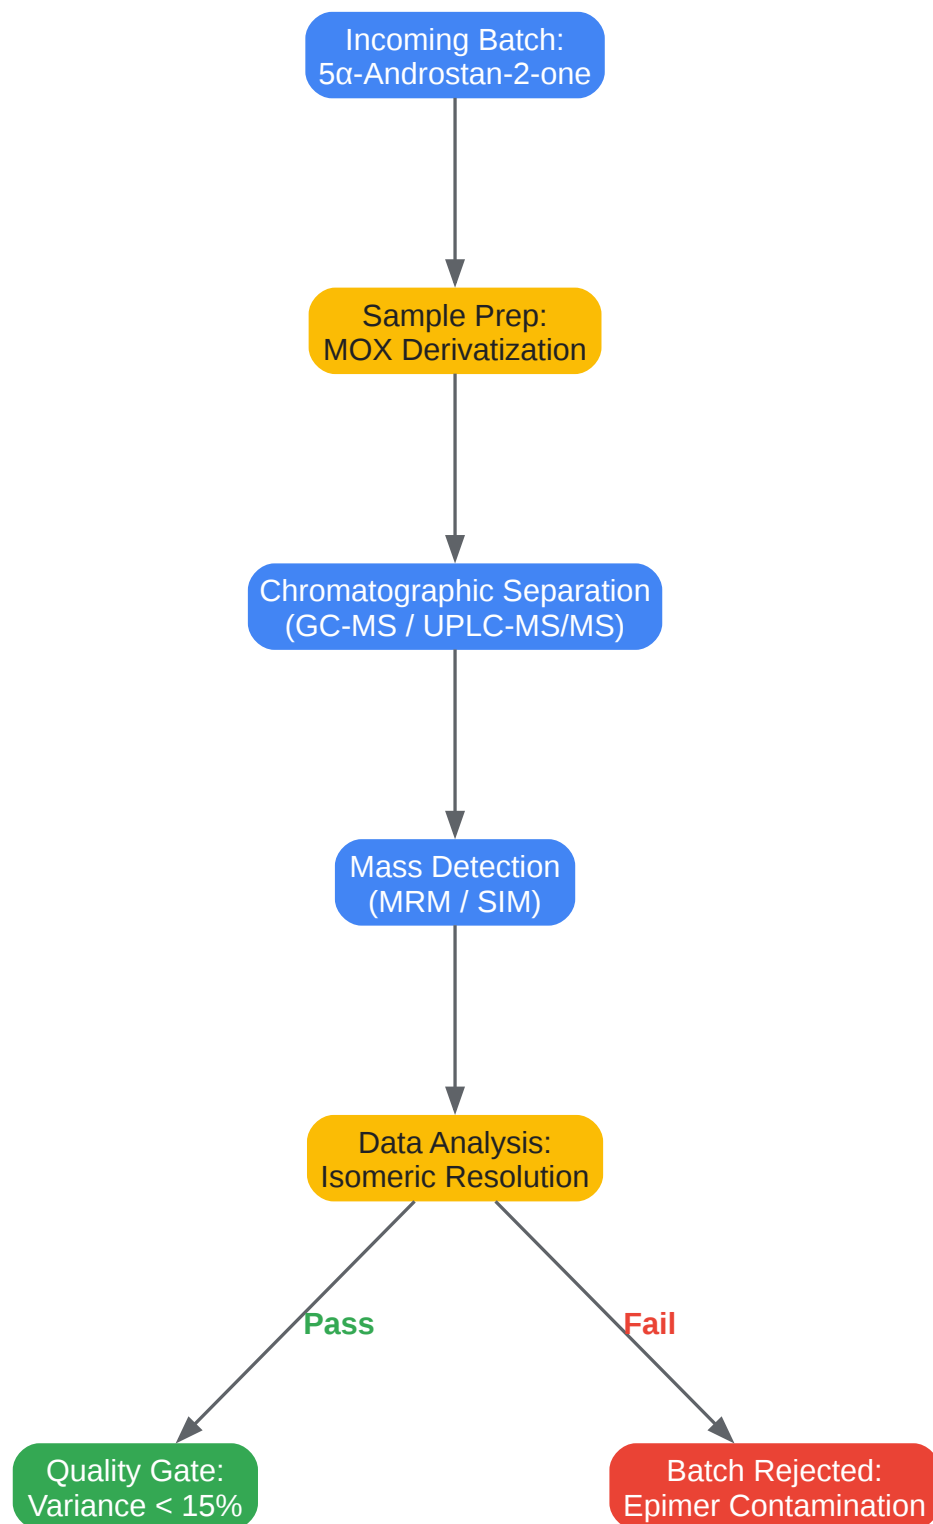 Incoming Batch:
5α-Androstan-2-one
Sample Prep:
MOX Derivatization
Chromatographic Separation
(GC-MS / UPLC-MS/MS)
Mass Detection
(MRM / SIM)
Data Analysis:
Isomeric Resolution
Pass
Fail
Quality Gate:
Variance < 15%
Batch Rejected:
Epimer Contamination